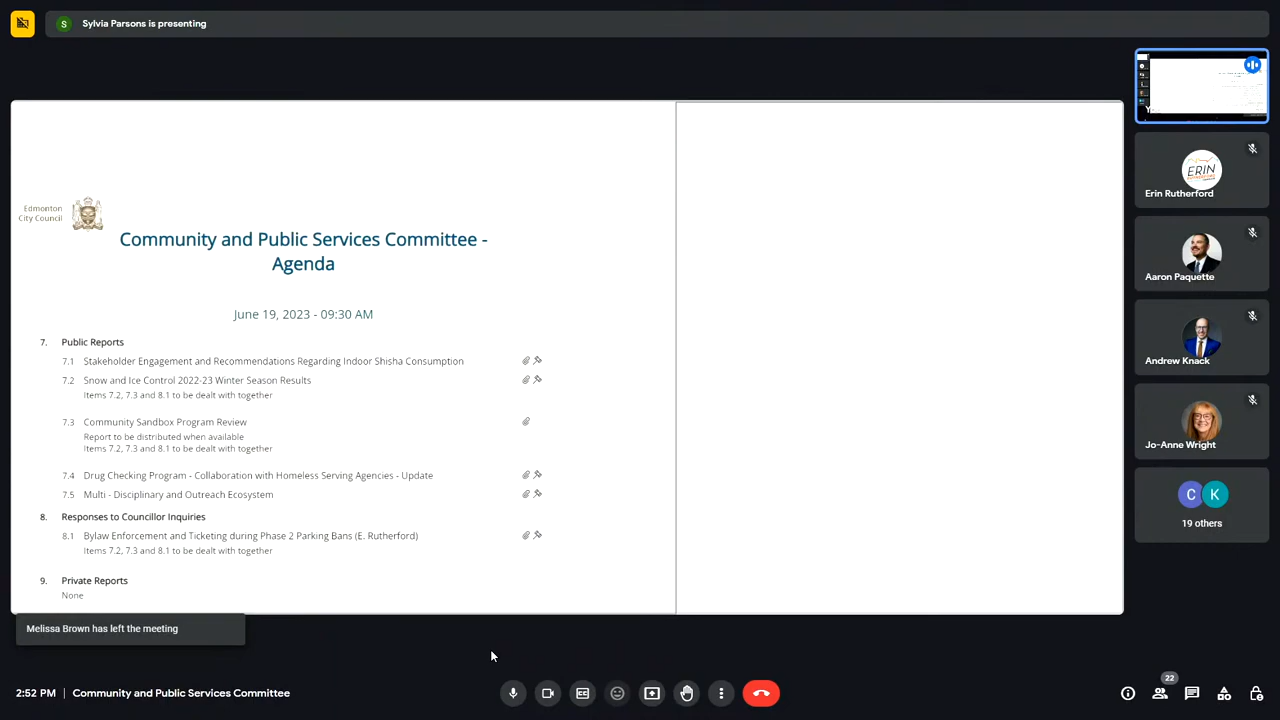 S
Sylvia Parsons is presenting
Edmonton
City Council
Community and Public Services Committee -
Agenda
June 19, 2023 - 09:30 AM
7. Public Reports
7.1 Stakeholder Engagement and Recommendations Regarding Indoor Shisha Consumption
7.2 Snow and Ice Control 2022-23 Winter Season Results
Items 7.2, 7.3 and 8.1 to be dealt with together
7.3 Community Sandbox Program Review
Report to be distributed when available
Items 7.2, 7.3 and 8.1 to be dealt with together
7.4 Drug Checking Program - Collaboration with Homeless Serving Agencies - Update
7.5 Multi - Disciplinary and Outreach Ecosystem
8. Responses to Councillor Inquiries
8.1 Bylaw Enforcement and Ticketing during Phase 2 Parking Bans (E. Rutherford)
Items 7.2, 7.3 and 8.1 to be dealt with together
9. Private Reports
None
Melissa Brown has left the meeting
ERIN
Erin Rutherford
Aaron Paquette
Andrew Knack
Jo-Anne Wright
C K
19 others
2:52 PM | Community and Public Services Committee
22